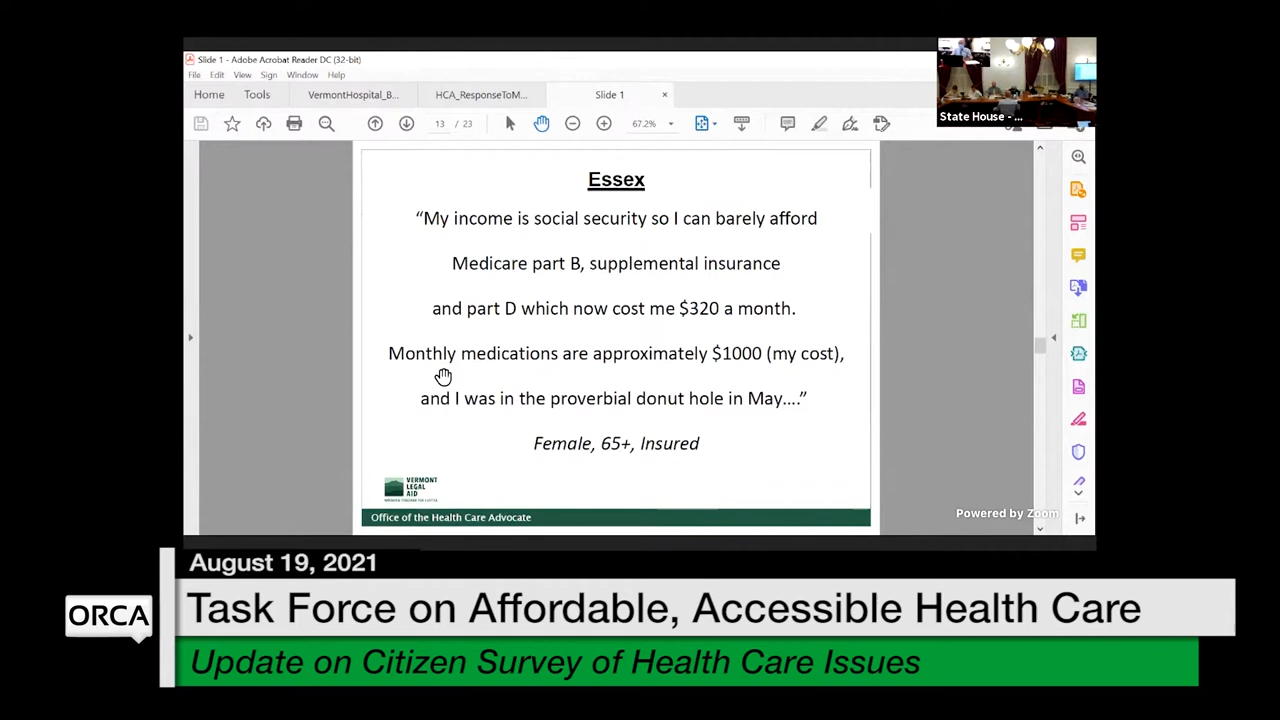 Slide 1 - Adobe Acrobat Reader DC (32-bit)
File Edit View Sign Window Help
Home Tools VermontHospital_B... HCA_ResponseToM... Slide 1 ×
13 / 23 67.2%
State House - ...
Essex
“My income is social security so I can barely afford
Medicare part B, supplemental insurance
and part D which now cost me $320 a month.
Monthly medications are approximately $1000 (my cost),
and I was in the proverbial donut hole in May....”
Female, 65+, Insured
VERMONT
LEGAL
AID
Office of the Health Care Advocate
Powered by Zoom
August 19, 2021
ORCA
Task Force on Affordable, Accessible Health Care
Update on Citizen Survey of Health Care Issues